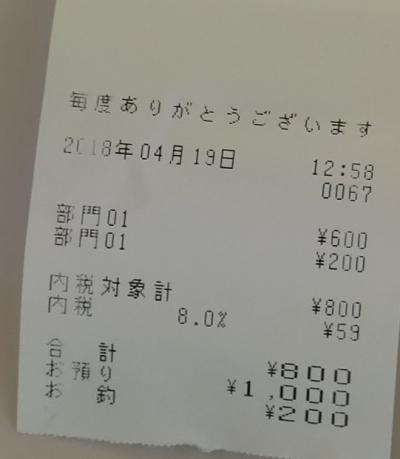 毎度ありがとうございます
2018年04月19日 12:58
0067
部門01 ¥600
部門01 ¥200
内税対象計 ¥800
内税 8.0% ¥59
合計 ¥800
お預り ¥1,000
お釣 ¥200